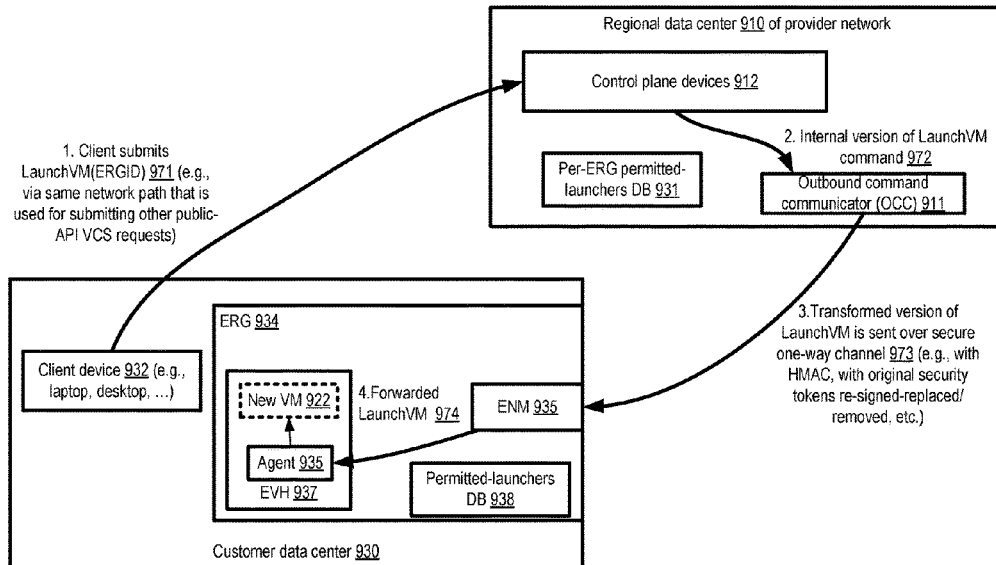 Regional data center 910 of provider network
Control plane devices 912
1. Client submits
LaunchVM(ERGID) 971 (e.g.,
via same network path that is
used for submitting other public-
API VCS requests)
2. Internal version of LaunchVM
command 972
Per-ERG permitted-
launchers DB 931
Outbound command
communicator (OCC) 911
ERG 934
3.Transformed version of
LaunchVM is sent over secure
one-way channel 973 (e.g., with
HMAC, with original security
tokens re-signed-replaced/
removed, etc.)
Client device 932 (e.g.,
laptop, desktop, ...)
New VM 922
4.Forwarded
LaunchVM 974
ENM 935
Agent 935
EVH 937
Permitted-launchers
DB 938
Customer data center 930